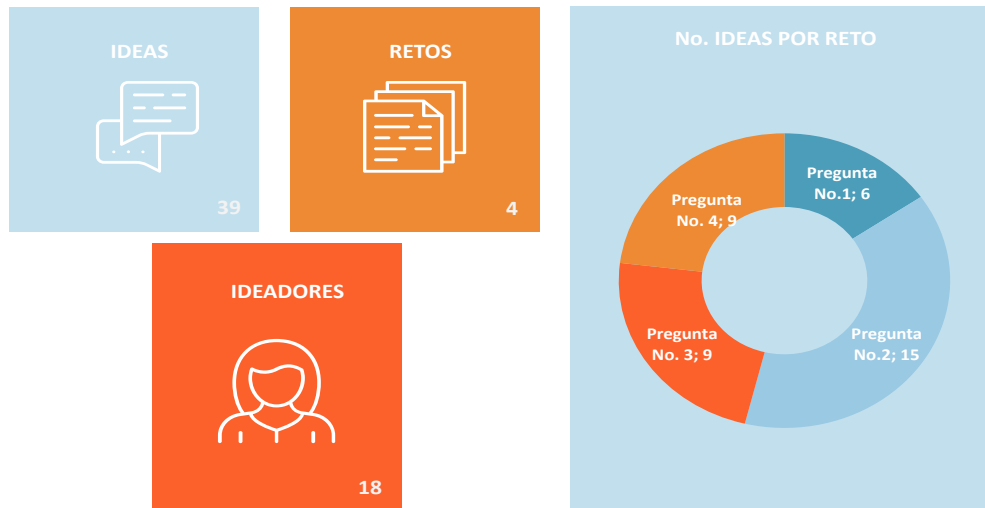 IDEAS
39
RETOS
4
IDEADORES
18
No. IDEAS POR RETO
Pregunta
No.1; 6
Pregunta
No. 4; 9
Pregunta
No. 3; 9
Pregunta
No.2; 15